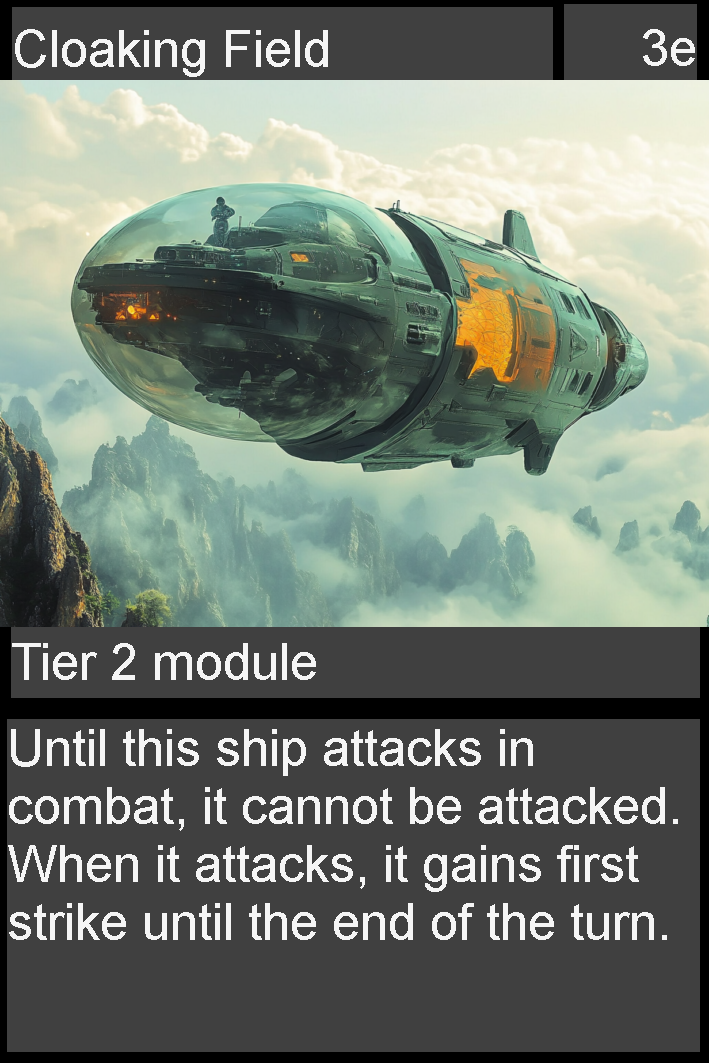 Cloaking Field
3e
Tier 2 module
Until this ship attacks in
combat, it cannot be attacked.
When it attacks, it gains first
strike until the end of the turn.